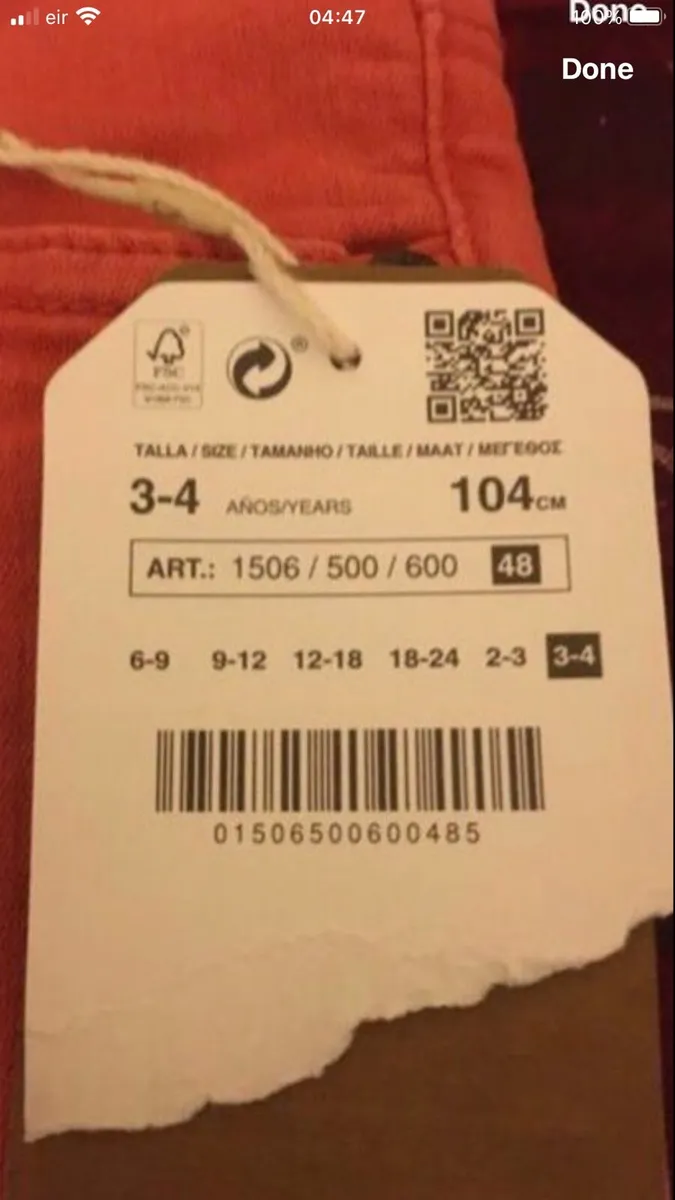 eir 04:47 100%
Done
Done
FSC
®
TALLA / SIZE / TAMANHO / TAILLE / MAAT / ΜΕΓΕΘΟΣ
3-4 AÑOS/YEARS 104CM
ART.: 1506 / 500 / 600 48
6-9 9-12 12-18 18-24 2-3 3-4
01506500600485